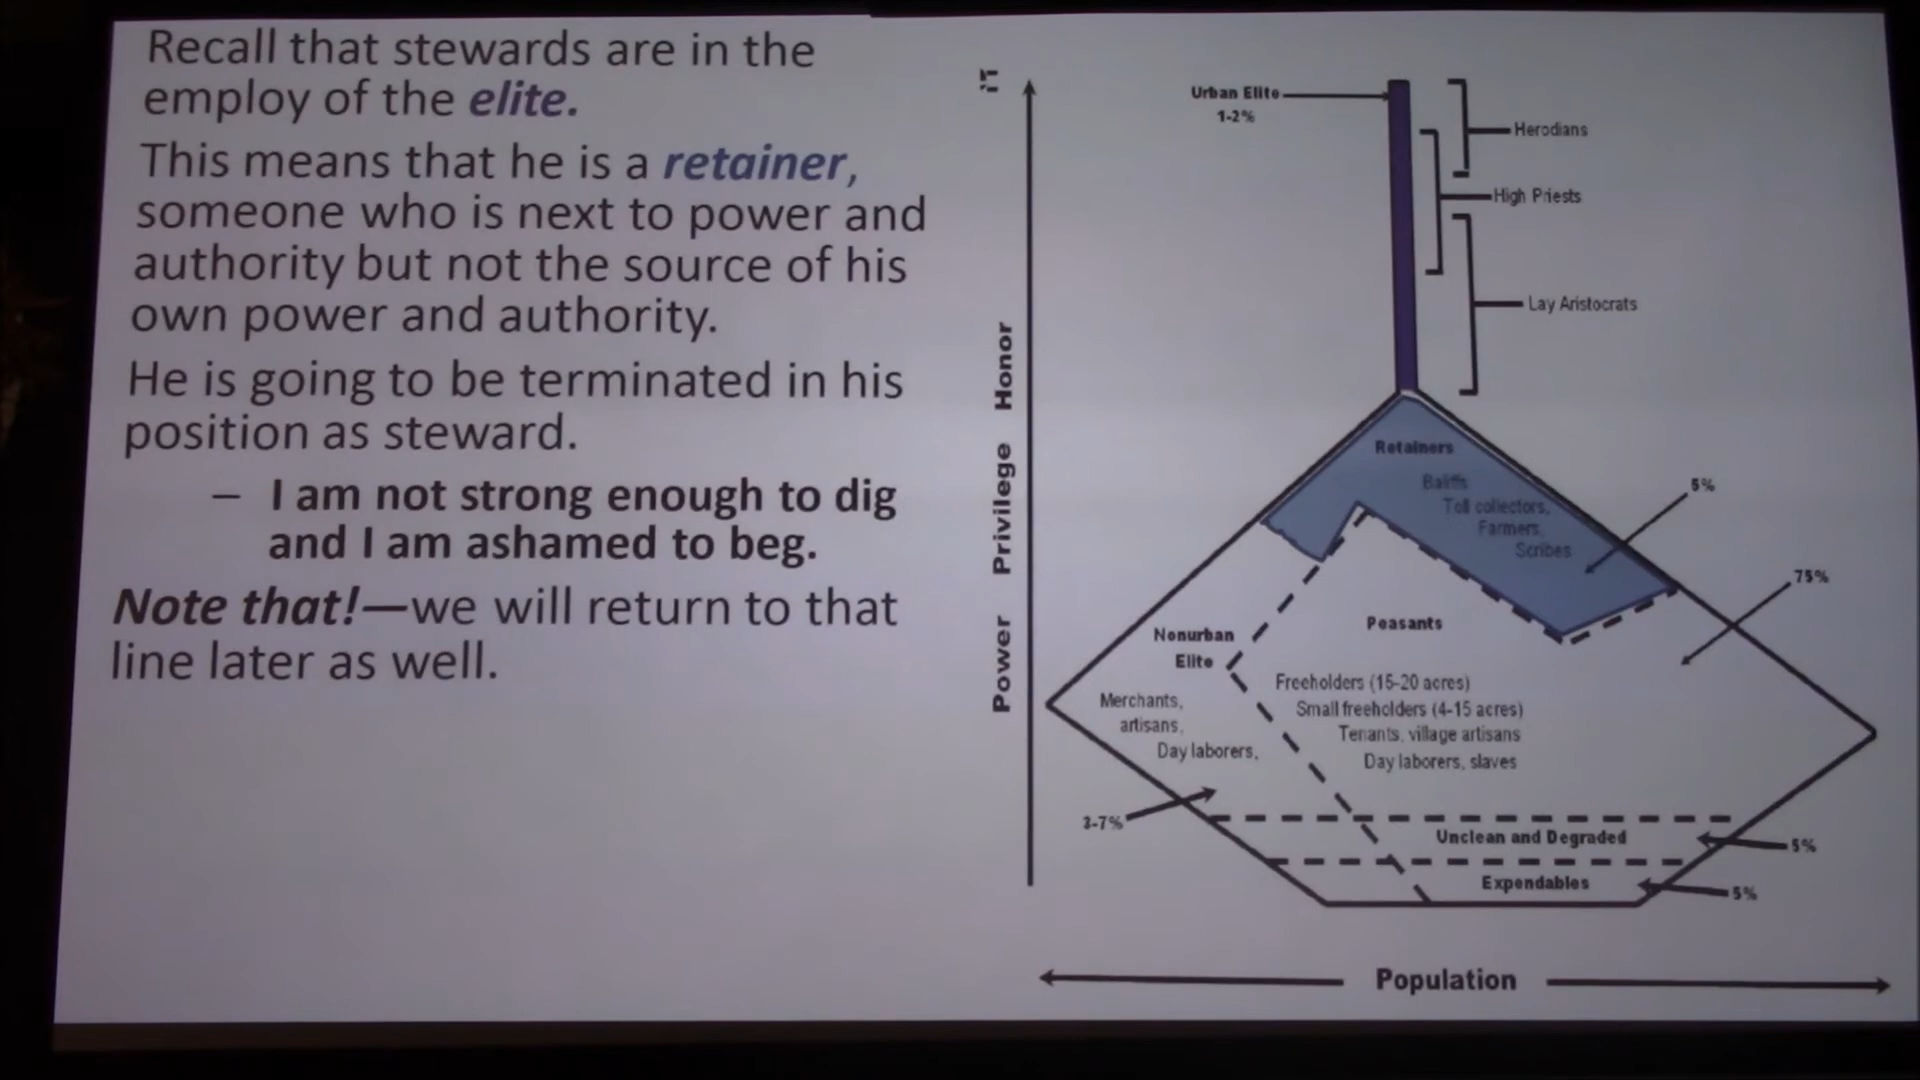 Recall that stewards are in the
employ of the elite.
This means that he is a retainer,
someone who is next to power and
authority but not the source of his
own power and authority.
He is going to be terminated in his
position as steward.
– I am not strong enough to dig
and I am ashamed to beg.
Note that!—we will return to that
line later as well.
Power Privilege Honor
Urban Elite
1-2%
Herodians
High Priests
Lay Aristocrats
Retainers
Bailiffs
Toll collectors,
Farmers,
Scribes
5%
75%
Peasants
Nonurban
Elite
Freeholders (15-20 acres)
Small freeholders (4-15 acres)
Tenants, village artisans
Day laborers, slaves
Merchants,
artisans,
Day laborers,
3-7%
Unclean and Degraded
5%
Expendables
5%
Population